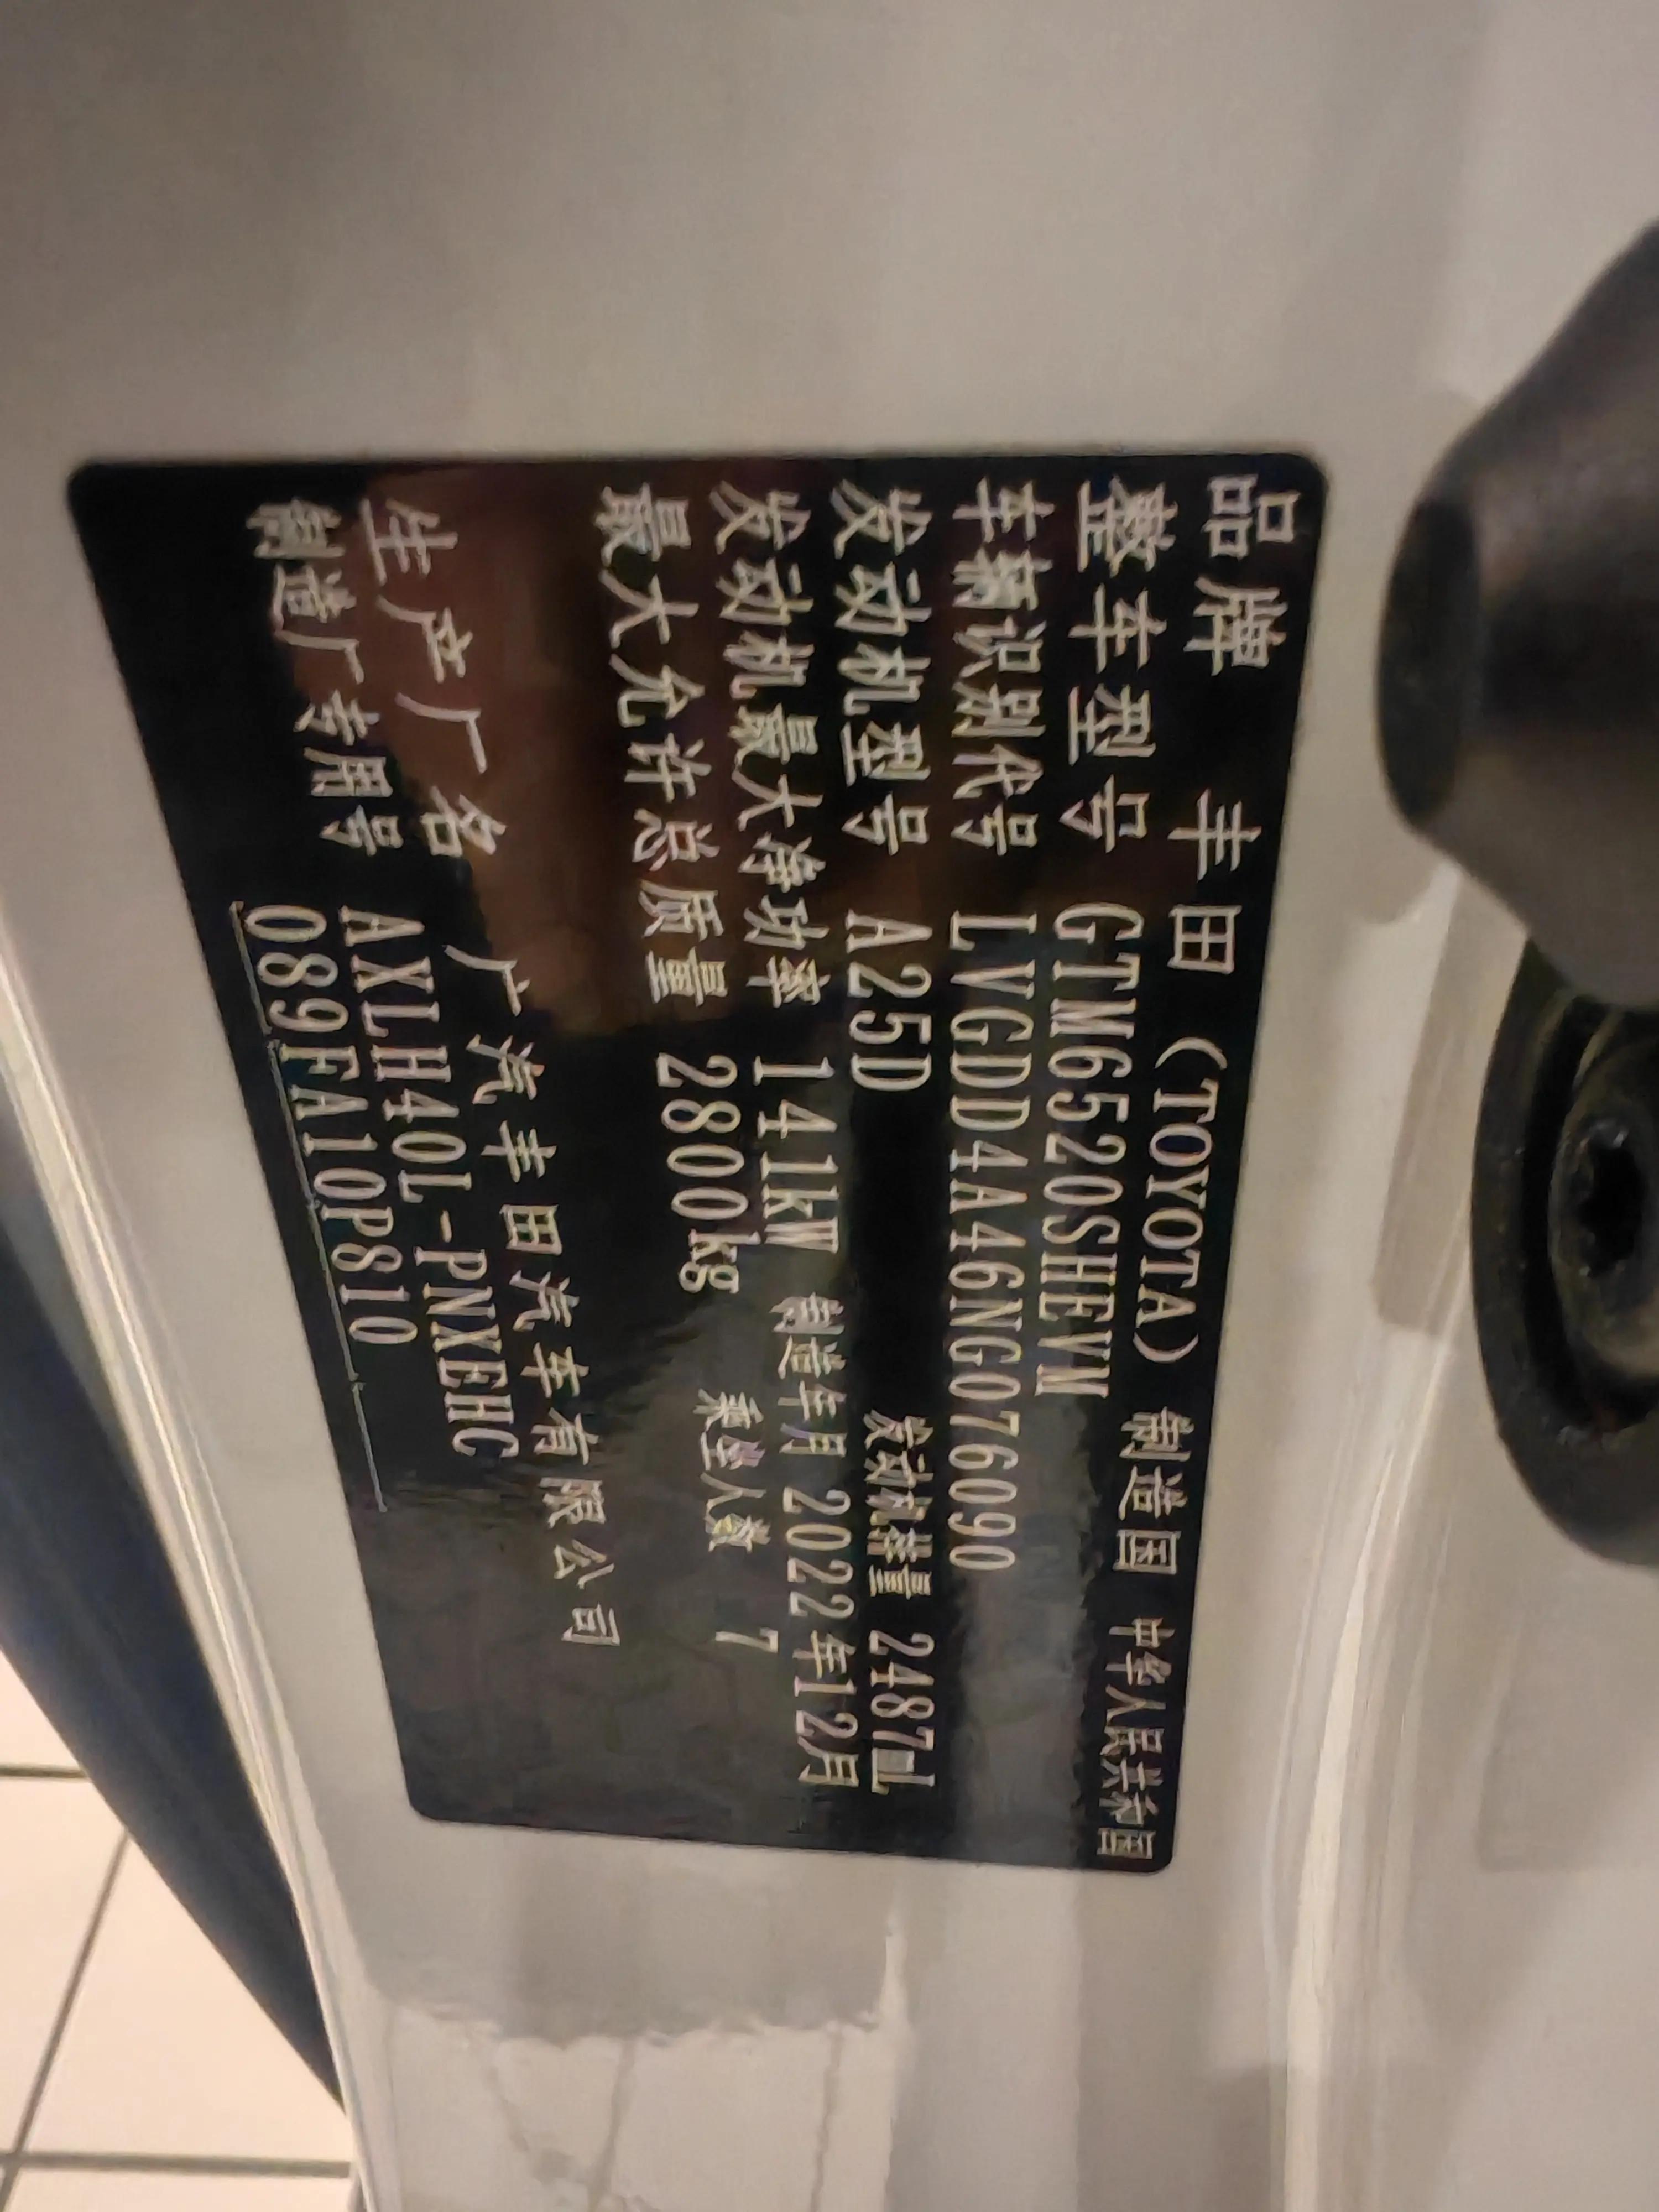 品牌 丰田(TOYOTA) 制造国 中华人民共和国
整车型号 GTM6520SHEVM
车辆识别代号 LVGDD4A46NG076090
发动机型号 A25D 发动机排量 2487mL
发动机最大净功率 141kW 制造年月 2022年12月
最大允许总质量 2800kg 乘坐人数 7
生产厂名 广汽丰田汽车有限公司
制造厂专用号 AXLH40L-PNXEHC
089FA10P810